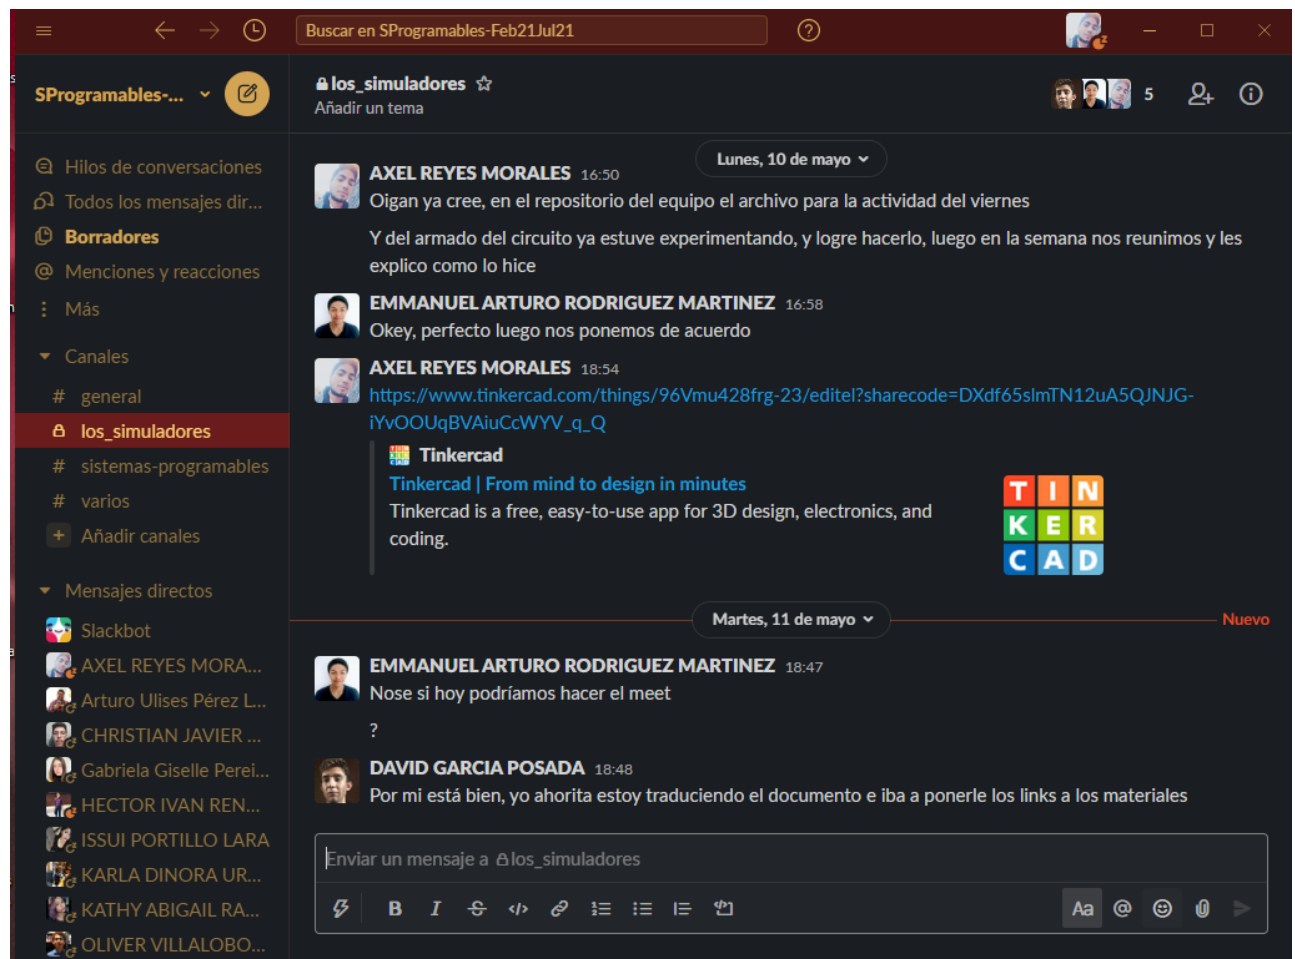 Buscar en SProgramables-Feb21Jul21
SProgramables-...
los_simuladores
Añadir un tema
5
Hilos de conversaciones
Todos los mensajes dir...
Borradores
Menciones y reacciones
Más
Canales
# general
los_simuladores
# sistemas-programables
# varios
+ Añadir canales
Mensajes directos
Slackbot
AXEL REYES MORA...
Arturo Ulises Pérez L...
CHRISTIAN JAVIER ...
Gabriela Giselle Perei...
HECTOR IVAN REN...
ISSUI PORTILLO LARA
KARLA DINORA UR...
KATHY ABIGAIL RA...
OLIVER VILLALOBO...
Lunes, 10 de mayo
AXEL REYES MORALES 16:50
Oigan ya cree, en el repositorio del equipo el archivo para la actividad del viernes
Y del armado del circuito ya estuve experimentando, y logre hacerlo, luego en la semana nos reunimos y les
explico como lo hice
EMMANUEL ARTURO RODRIGUEZ MARTINEZ 16:58
Okey, perfecto luego nos ponemos de acuerdo
AXEL REYES MORALES 18:54
https://www.tinkercad.com/things/96Vmu428frg-23/editel?sharecode=DXdf65slmTN12uA5QJNJG-
iYvOOUqBVAiuCcWYV_q_Q
Tinkercad
Tinkercad | From mind to design in minutes
Tinkercad is a free, easy-to-use app for 3D design, electronics, and
coding.
TIN
KER
CAD
Martes, 11 de mayo
Nuevo
EMMANUEL ARTURO RODRIGUEZ MARTINEZ 18:47
Nose si hoy podríamos hacer el meet
?
DAVID GARCIA POSADA 18:48
Por mi está bien, yo ahorita estoy traduciendo el documento e iba a ponerle los links a los materiales
Enviar un mensaje a los_simuladores
B I S </> Aa @